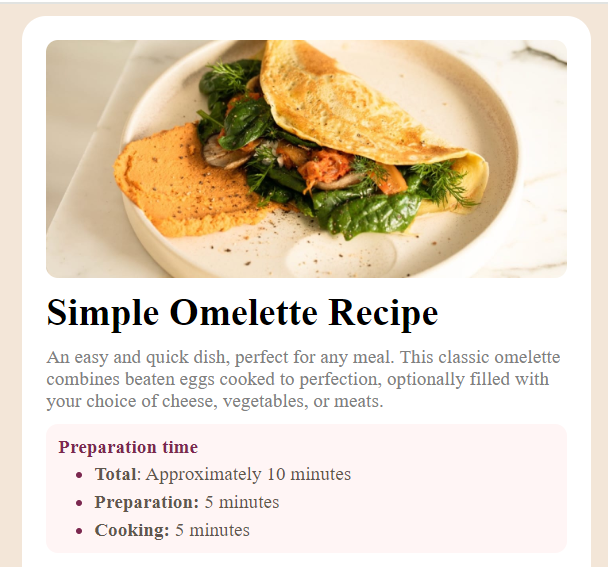 Simple Omelette Recipe
An easy and quick dish, perfect for any meal. This classic omelette
combines beaten eggs cooked to perfection, optionally filled with
your choice of cheese, vegetables, or meats.
Preparation time
Total: Approximately 10 minutes
Preparation: 5 minutes
Cooking: 5 minutes